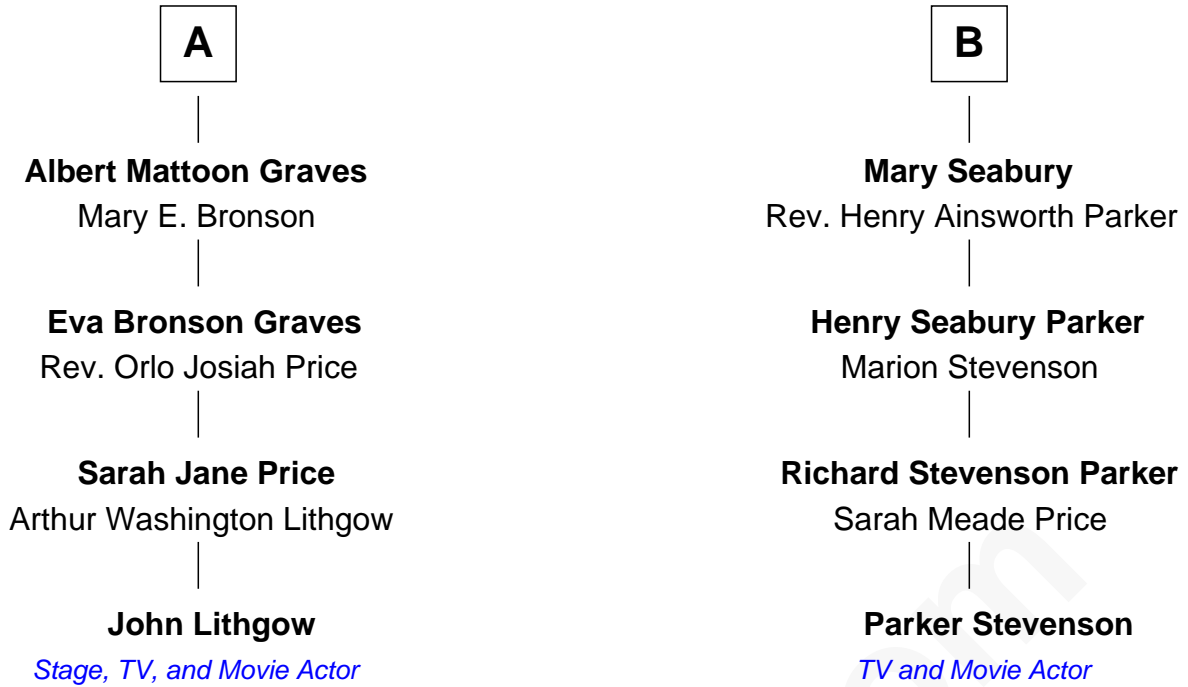 A
Albert Mattoon Graves
Mary E. Bronson
Eva Bronson Graves
Rev. Orlo Josiah Price
Sarah Jane Price
Arthur Washington Lithgow
John Lithgow
Stage, TV, and Movie Actor
B
Mary Seabury
Rev. Henry Ainsworth Parker
Henry Seabury Parker
Marion Stevenson
Richard Stevenson Parker
Sarah Meade Price
Parker Stevenson
TV and Movie Actor